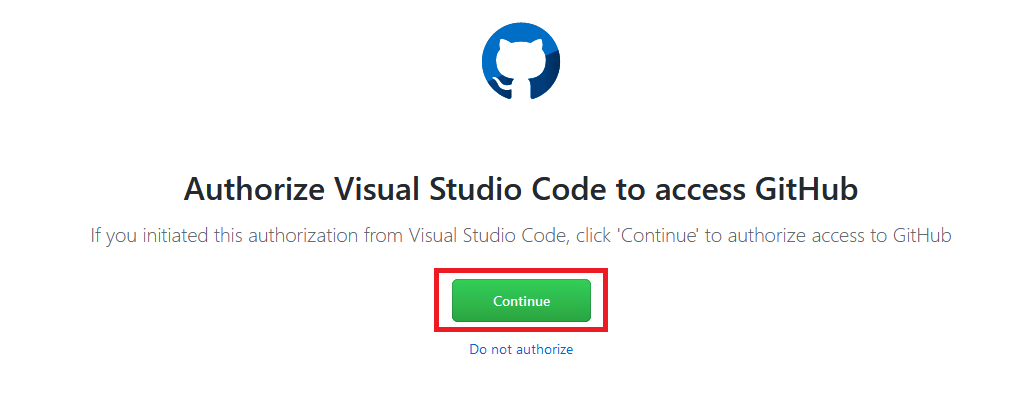 Authorize Visual Studio Code to access GitHub
If you initiated this authorization from Visual Studio Code, click 'Continue' to authorize access to GitHub
Continue
Do not authorize